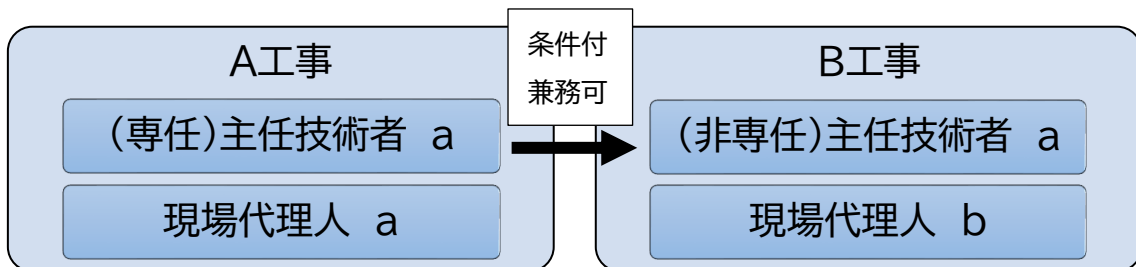 条件付
兼務可
A工事
(専任)主任技術者 a
現場代理人 a
B工事
(非専任)主任技術者 a
現場代理人 b